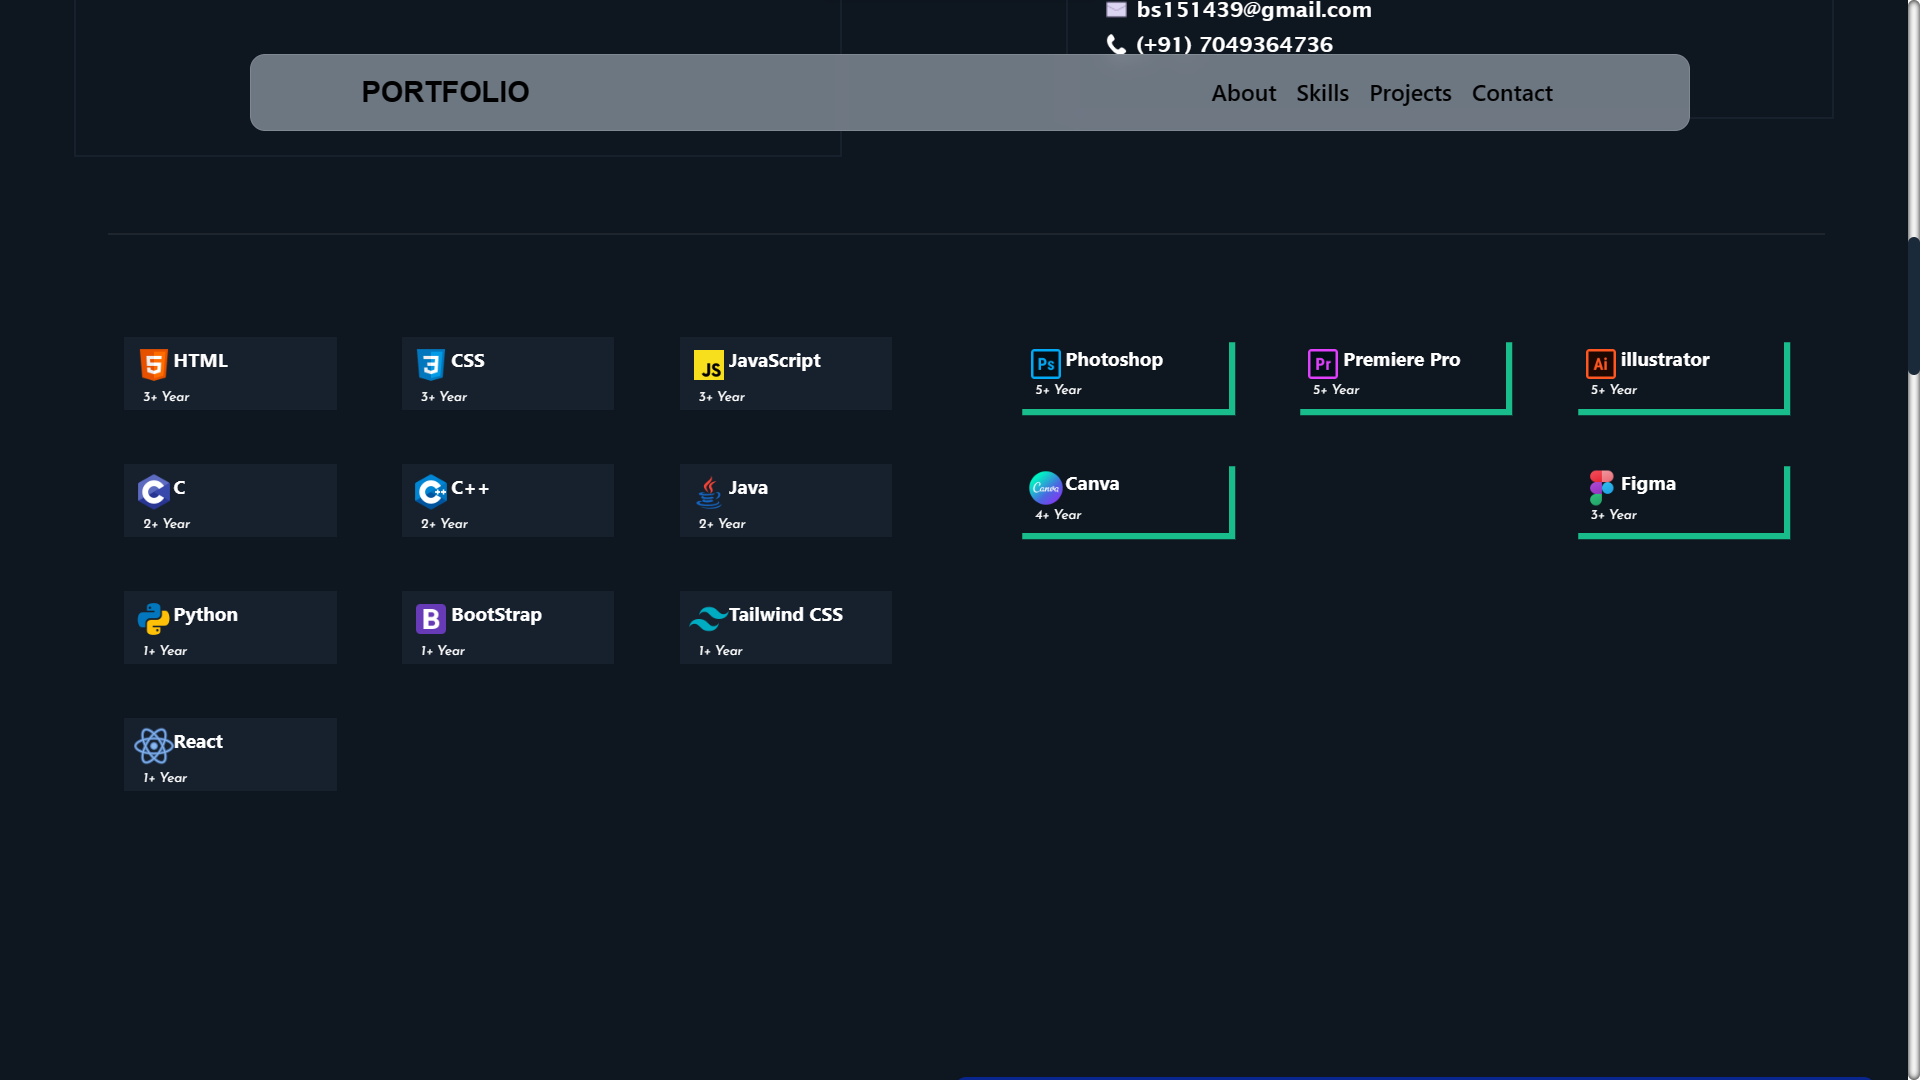 bs151439@gmail.com
(+91) 7049364736
PORTFOLIO
About Skills Projects Contact
HTML
3+ Year
CSS
3+ Year
JS JavaScript
3+ Year
Ps Photoshop
5+ Year
Pr Premiere Pro
5+ Year
Ai illustrator
5+ Year
C C
2+ Year
C++ C++
2+ Year
Java
2+ Year
Canva Canva
4+ Year
Figma
3+ Year
Python
1+ Year
B BootStrap
1+ Year
Tailwind CSS
1+ Year
React
1+ Year